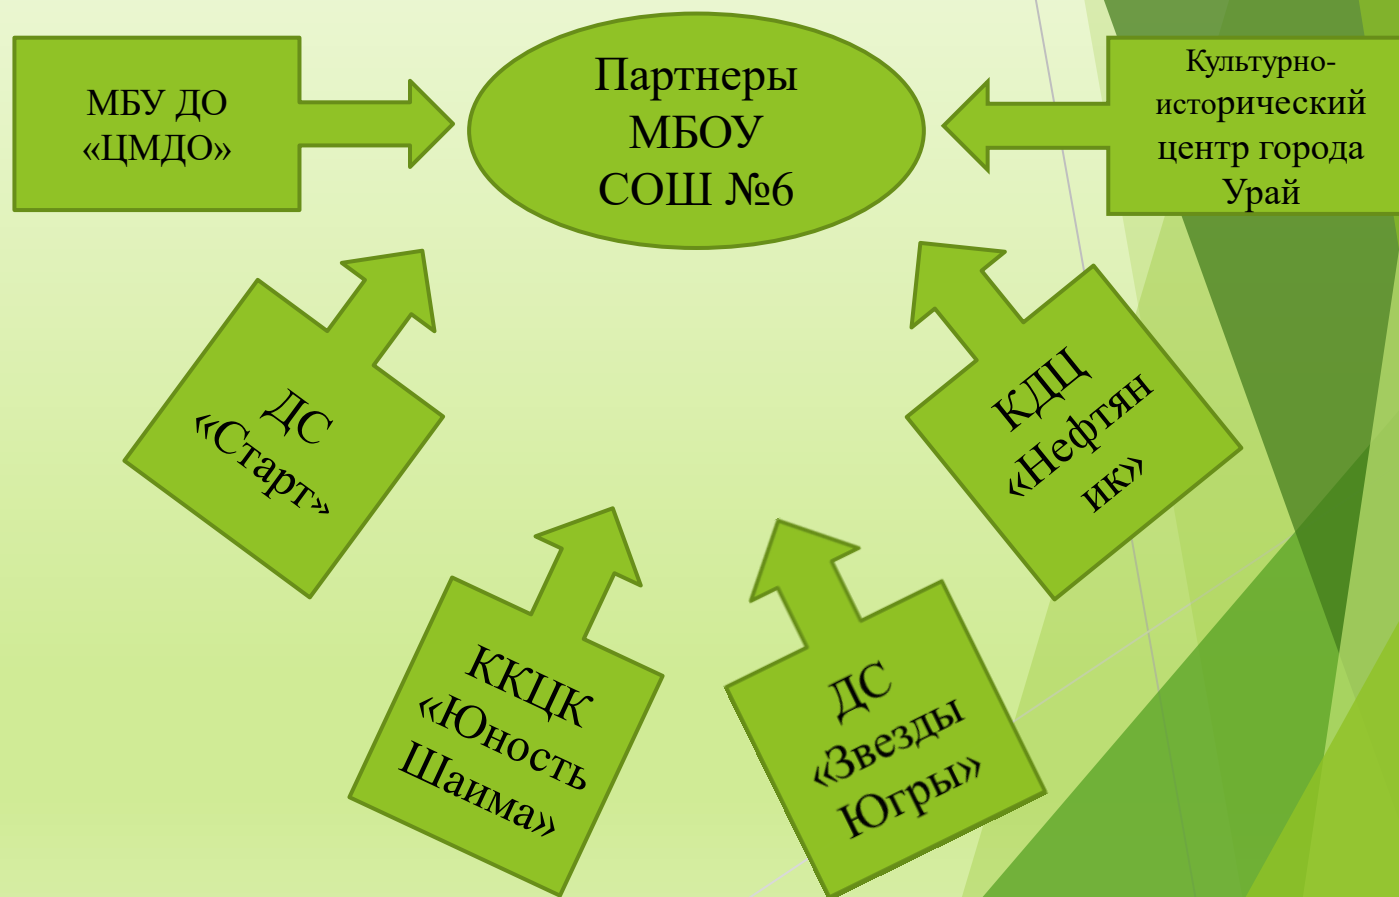 Партнеры
МБОУ
СОШ №6
МБУ ДО
«ЦМДО»
Культурно-
исторический
центр города
Урай
ДС
«Старт»
КДЦ
«Нефтян
ик»
ККЦК
«Юность
Шаима»
ДС
«Звезды
Югры»